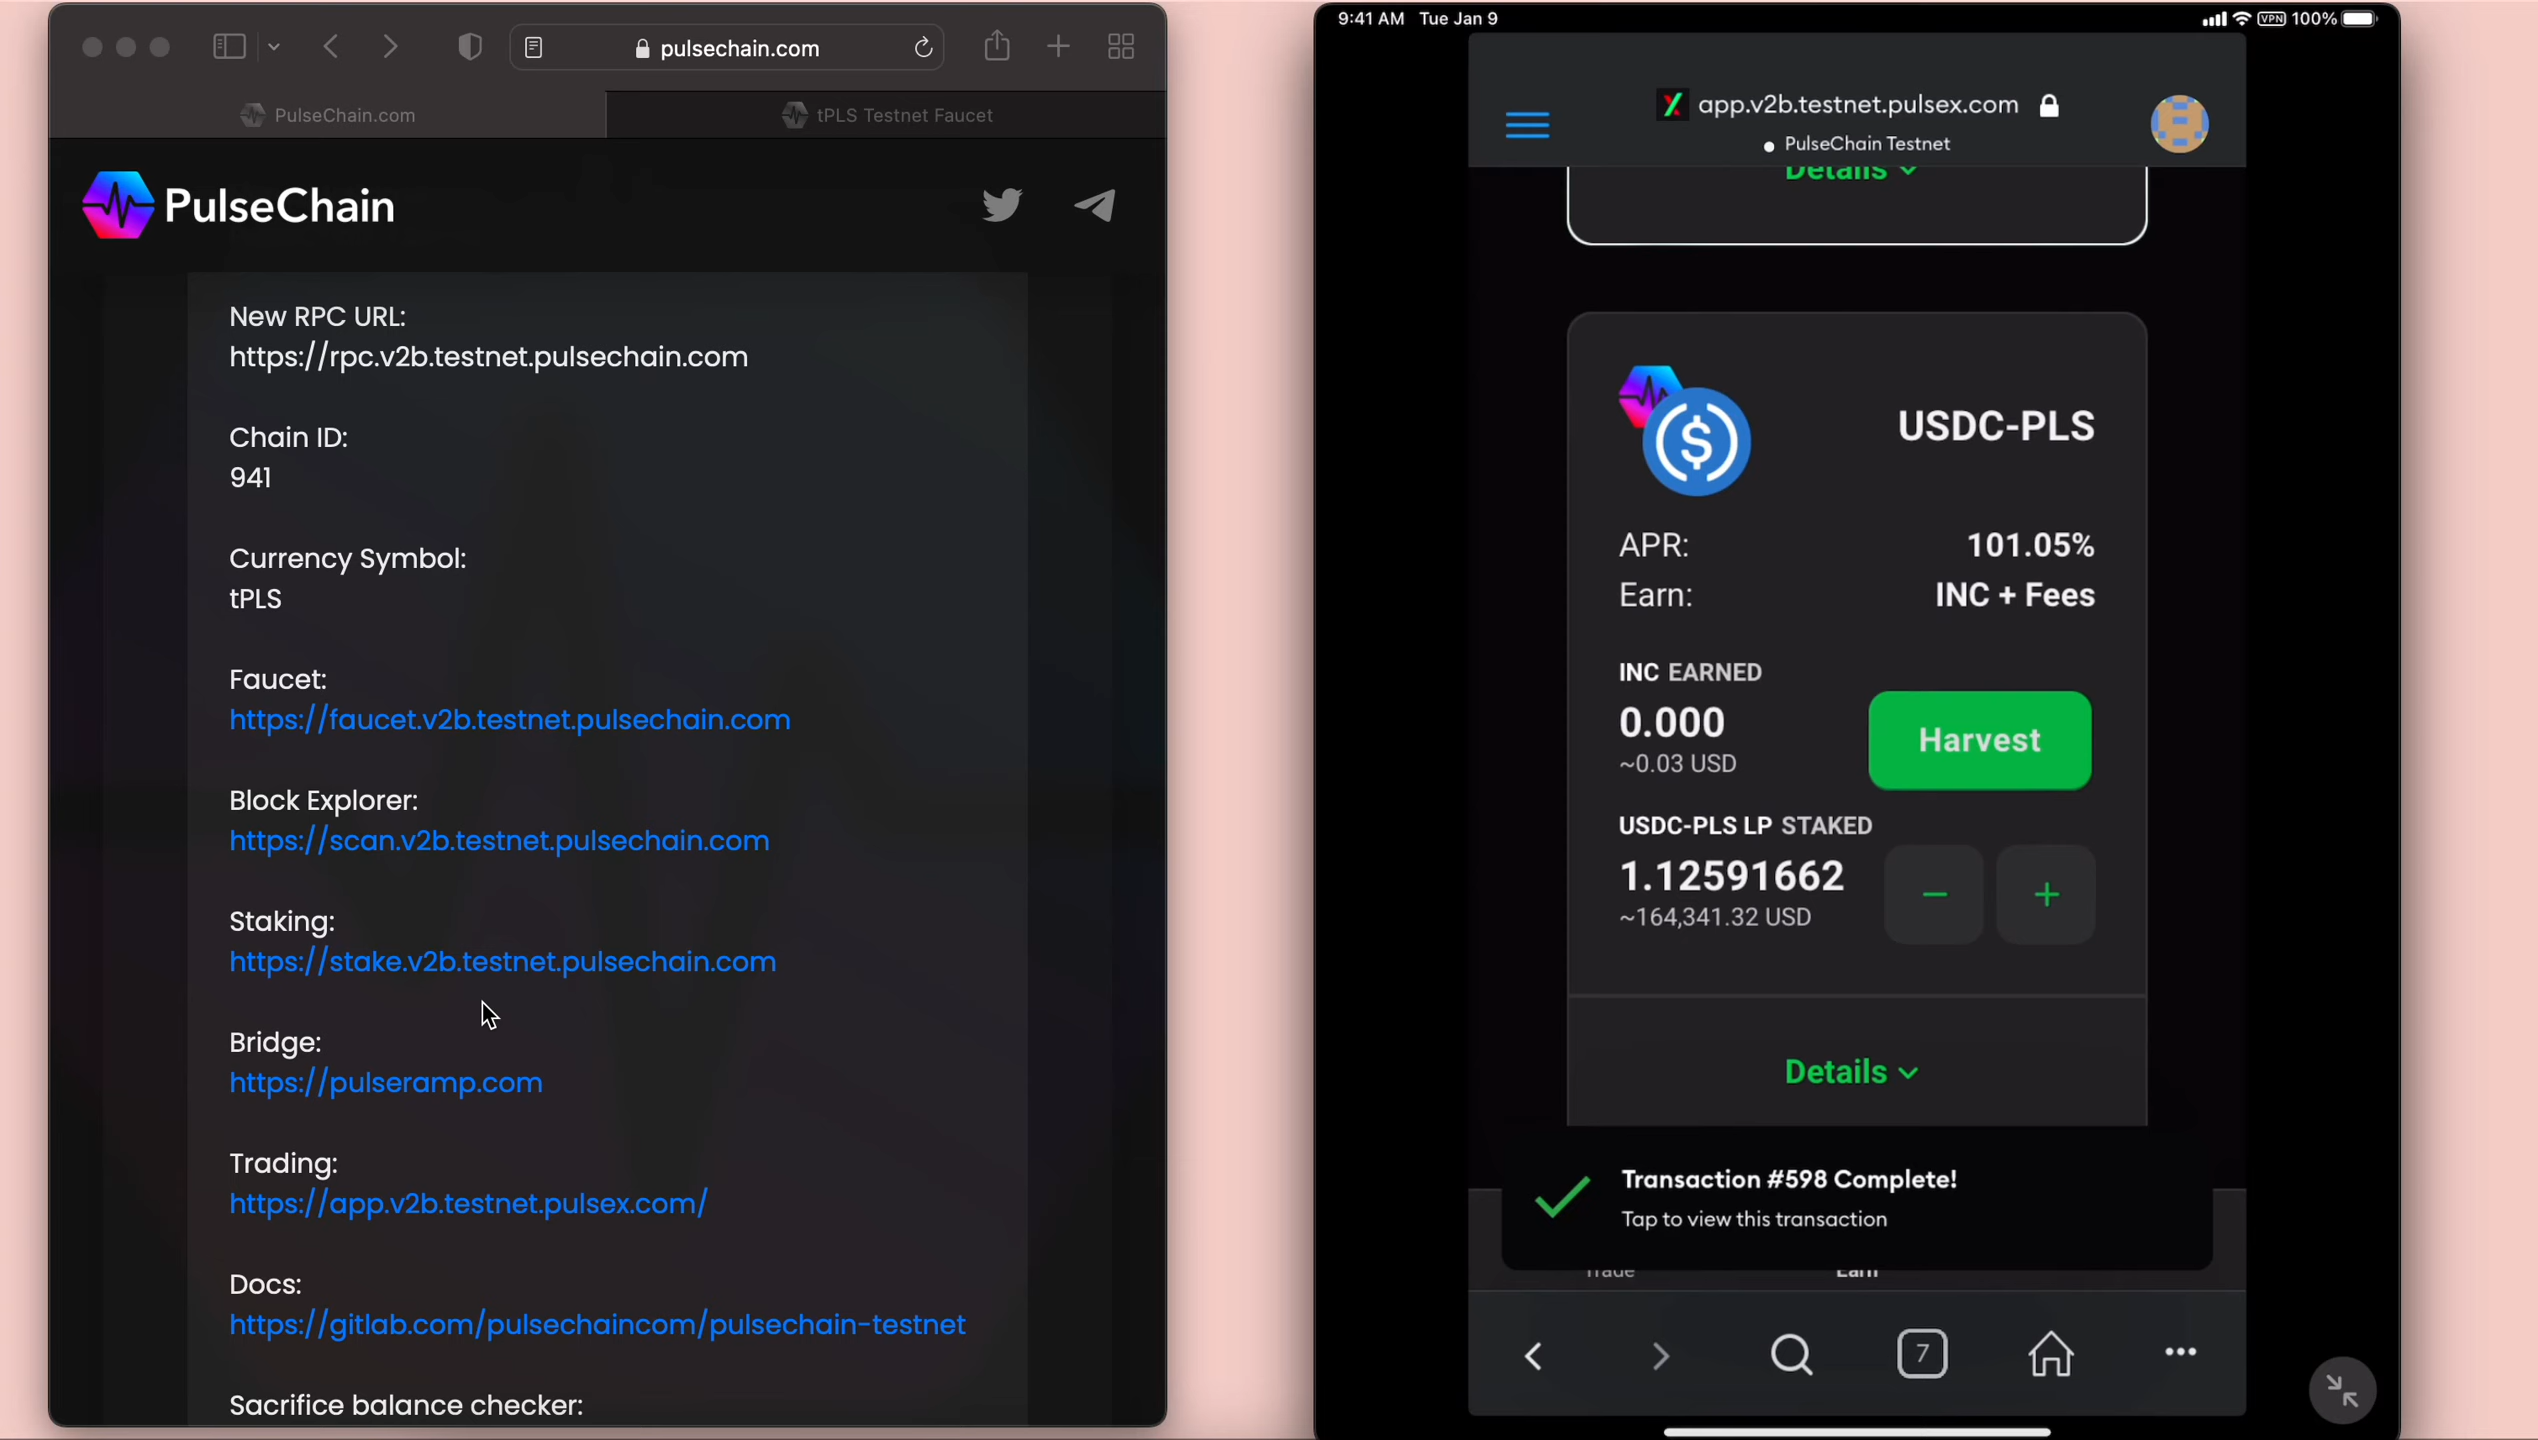 pulsechain.com
PulseChain.com
tPLS Testnet Faucet
PulseChain
New RPC URL:
https://rpc.v2b.testnet.pulsechain.com
Chain ID:
941
Currency Symbol:
tPLS
Faucet:
https://faucet.v2b.testnet.pulsechain.com
Block Explorer:
https://scan.v2b.testnet.pulsechain.com
Staking:
https://stake.v2b.testnet.pulsechain.com
Bridge:
https://pulseramp.com
Trading:
https://app.v2b.testnet.pulsex.com/
Docs:
https://gitlab.com/pulsechaincom/pulsechain-testnet
Sacrifice balance checker:
9:41 AM Tue Jan 9
VPN 100%
app.v2b.testnet.pulsex.com
PulseChain Testnet
Details
USDC-PLS
APR: 101.05%
Earn: INC + Fees
INC EARNED
0.000
~0.03 USD
Harvest
USDC-PLS LP STAKED
1.12591662
~164,341.32 USD
− +
Details
Transaction #598 Complete!
Tap to view this transaction
Trade Earn
7